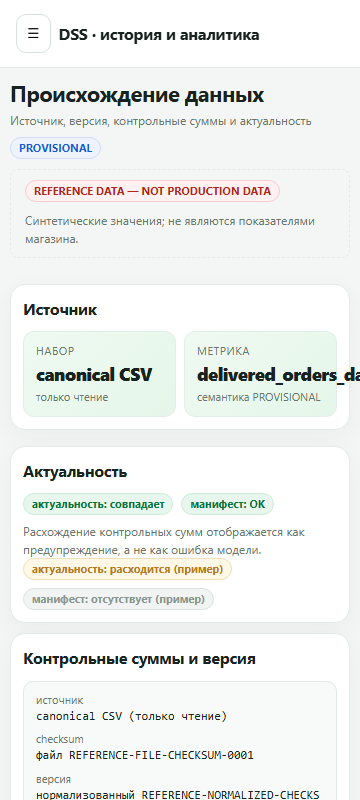 ☰ DSS · история и аналитика
Происхождение данных
Источник, версия, контрольные суммы и актуальность
PROVISIONAL
REFERENCE DATA — NOT PRODUCTION DATA
Синтетические значения; не являются показателями
магазина.
Источник
НАБОР
canonical CSV
только чтение
МЕТРИКА
delivered_orders_da
семантика PROVISIONAL
Актуальность
актуальность: совпадает манифест: OK
Расхождение контрольных сумм отображается как
предупреждение, а не как ошибка модели.
актуальность: расходится (пример)
манифест: отсутствует (пример)
Контрольные суммы и версия
источник
canonical CSV (только чтение)
checksum
файл REFERENCE-FILE-CHECKSUM-0001
версия
нормализованный REFERENCE-NORMALIZED-CHECKS